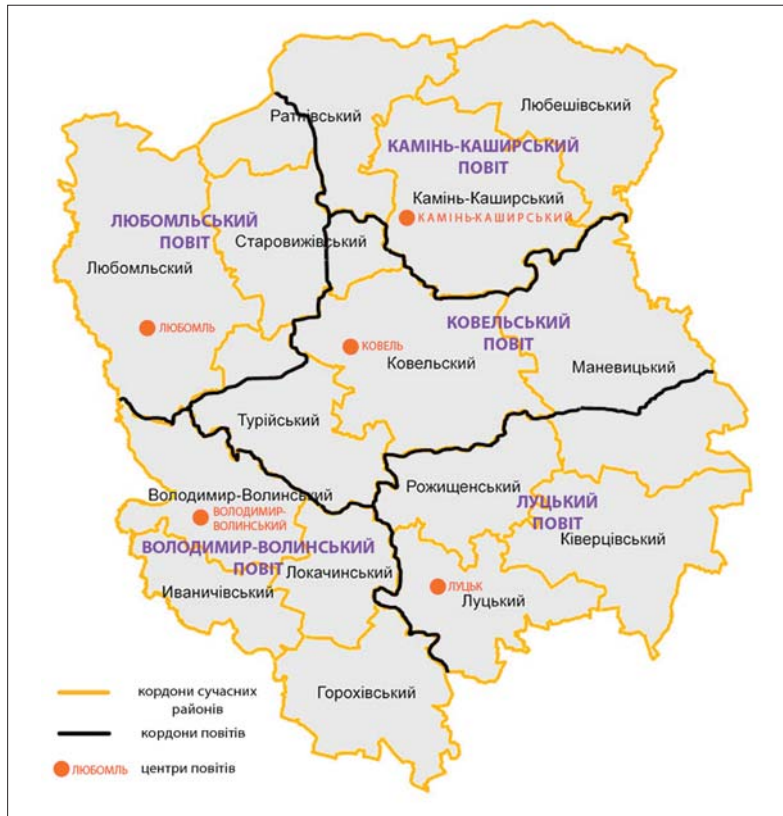 Любешівський
Ратнівський
КАМІНЬ-КАШИРСЬКИЙ
ПОВІТ
Камінь-Каширський
КАМІНЬ-КАШИРСЬКИЙ
ЛЮБОМЛЬСЬКИЙ
ПОВІТ
Старовижівський
Любомльский
ЛЮБОМЛЬ
КОВЕЛЬСЬКИЙ
ПОВІТ
КОВЕЛЬ
Ковельский
Маневицький
Турійський
Володимир-Волинський
ВОЛОДИМИР-
ВОЛИНСЬКИЙ
Рожищенський
ЛУЦЬКИЙ
ПОВІТ
Ківерцівський
ВОЛОДИМИР-ВОЛИНСЬКИЙ
ПОВІТ
Локачинський
Иваничівський
ЛУЦЬК
Луцький
Горохівський
кордони сучасних
районів
кордони повітів
ЛЮБОМЛЬ
центри повітів